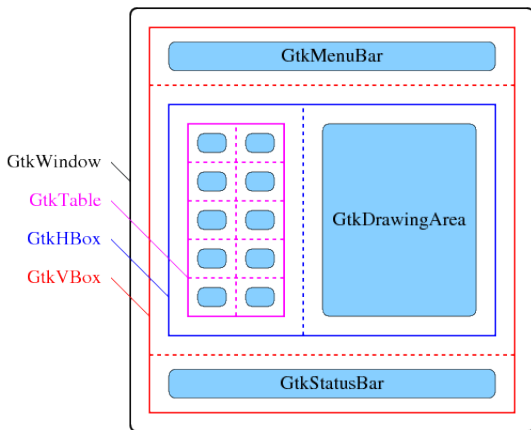 GtkMenuBar
GtkWindow
GtkTable
GtkHBox
GtkVBox
GtkDrawingArea
GtkStatusBar